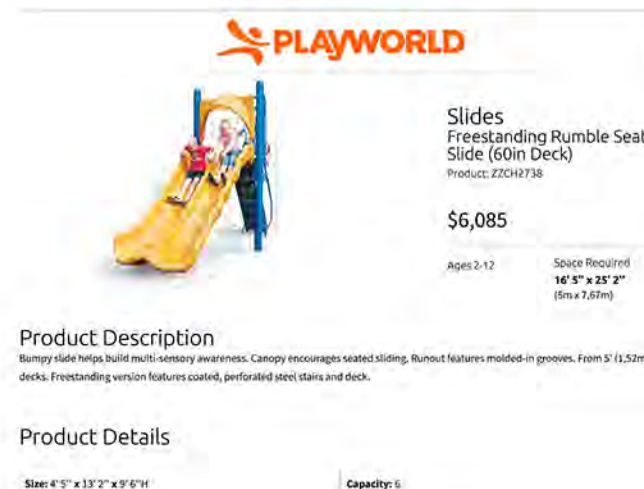 PLAYWORLD
Slides
Freestanding Rumble Seat
Slide (60in Deck)
Product: ZZCH2738
$6,085
Ages 2-12
Space Required
16' 5" x 25' 2"
(5m x 7,67m)
Product Description
Bumpy slide helps build multi-sensory awareness. Canopy encourages seated sliding. Runout features molded-in grooves. From 5' (1,52m
decks. Freestanding version features coated, perforated steel stairs and deck.
Product Details
Size: 4' 5" x 13' 2" x 9' 6"H
Capacity: 6